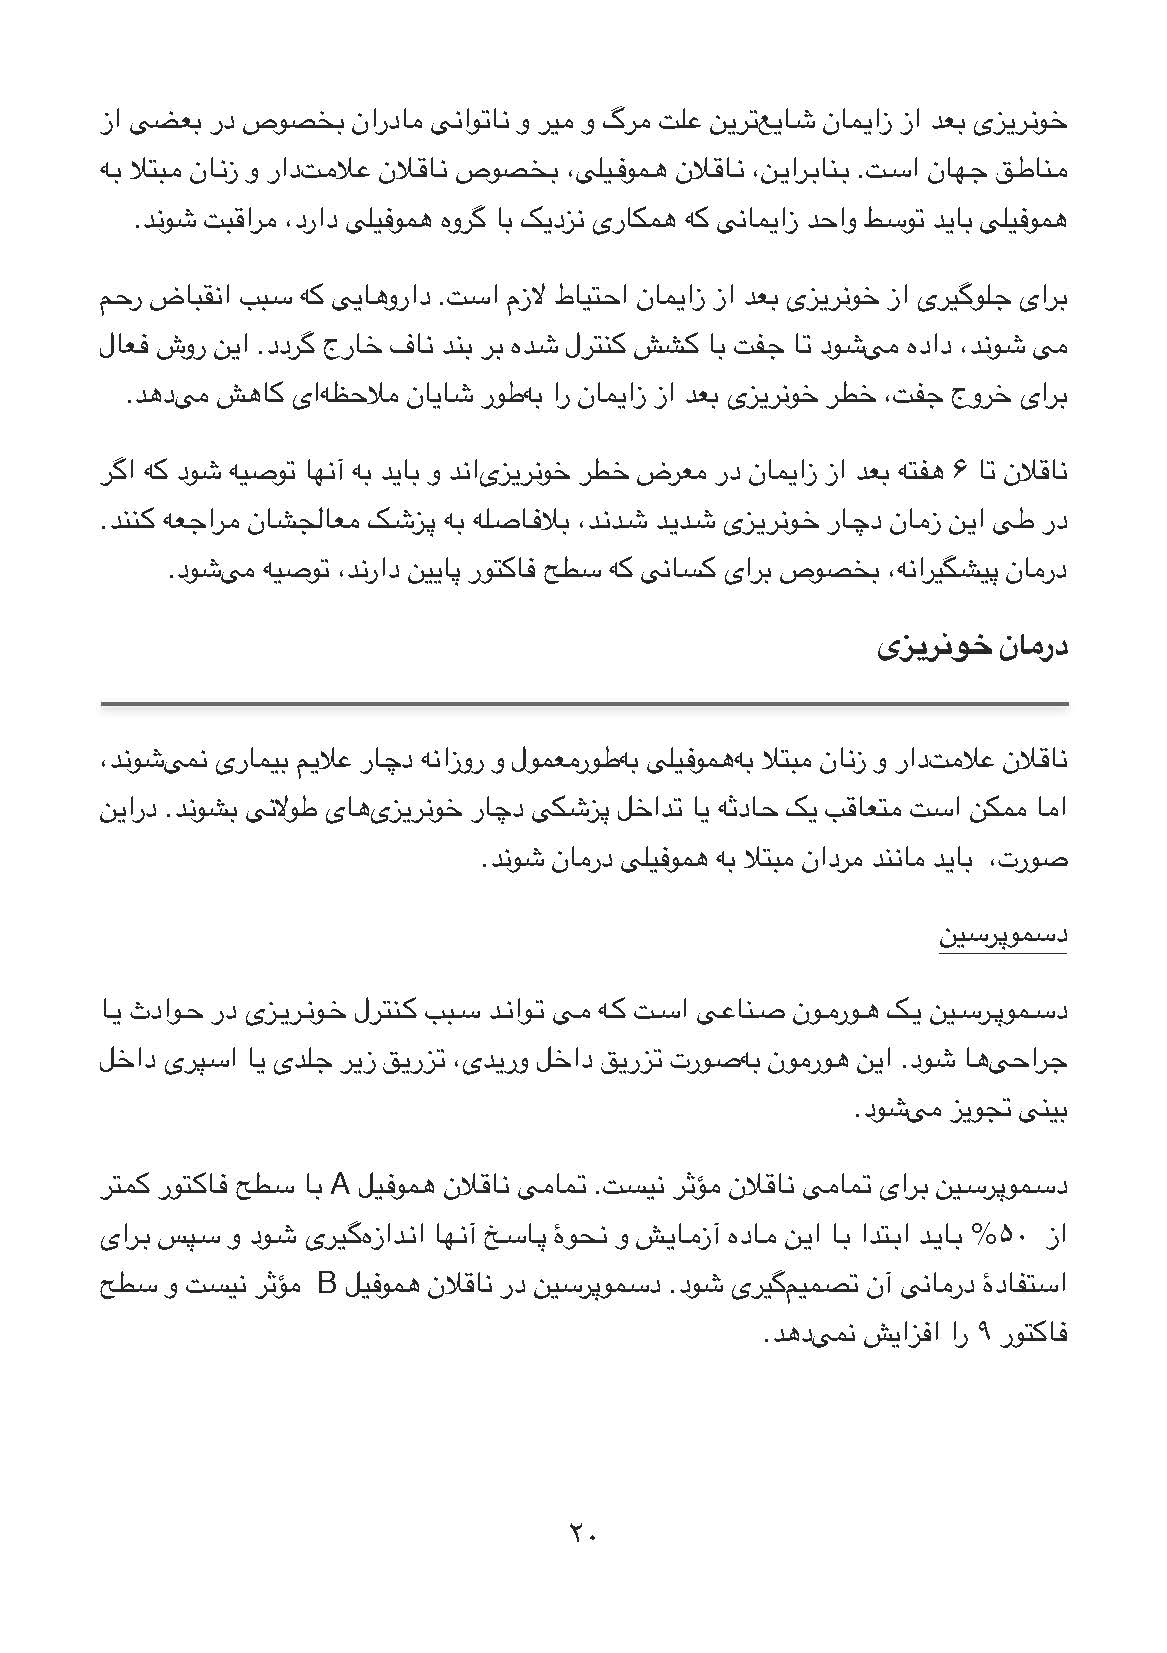 خونریزی بعد از زایمان شایع‌ترین علت مرگ و میر و ناتوانی مادران بخصوص در بعضی از
مناطق جهان است. بنابراین، ناقلان هموفیلی، بخصوص ناقلان علامت‌دار و زنان مبتلا به
هموفیلی باید توسط واحد زایمانی که همکاری نزدیک با گروه هموفیلی دارد، مراقبت شوند.
برای جلوگیری از خونریزی بعد از زایمان احتیاط لازم است. داروهایی که سبب انقباض رحم
می شوند، داده می‌شود تا جفت با کشش کنترل شده بر بند ناف خارج گردد. این روش فعال
برای خروج جفت، خطر خونریزی بعد از زایمان را به‌طور شایان ملاحظه‌ای کاهش می‌دهد.
ناقلان تا ۶ هفته بعد از زایمان در معرض خطر خونریزی‌اند و باید به آنها توصیه شود که اگر
در طی این زمان دچار خونریزی شدید شدند، بلافاصله به پزشک معالجشان مراجعه کنند.
درمان پیشگیرانه، بخصوص برای کسانی که سطح فاکتور پایین دارند، توصیه می‌شود.
درمان خونریزی
ناقلان علامت‌دار و زنان مبتلا به‌هموفیلی به‌طورمعمول و روزانه دچار علایم بیماری نمی‌شوند،
اما ممکن است متعاقب یک حادثه یا تداخل پزشکی دچار خونریزی‌های طولانی بشوند. دراین
صورت، باید مانند مردان مبتلا به هموفیلی درمان شوند.
دسموپرسین
دسموپرسین یک هورمون صناعی است که می تواند سبب کنترل خونریزی در حوادث یا
جراحی‌ها شود. این هورمون به‌صورت تزریق داخل وریدی، تزریق زیر جلدی یا اسپری داخل
بینی تجویز می‌شود.
دسموپرسین برای تمامی ناقلان مؤثر نیست. تمامی ناقلان هموفیل A با سطح فاکتور کمتر
از ۵۰% باید ابتدا با این ماده آزمایش و نحوۀ پاسخ آنها اندازه‌گیری شود و سپس برای
استفادۀ درمانی آن تصمیم‌گیری شود. دسموپرسین در ناقلان هموفیل B مؤثر نیست و سطح
فاکتور ۹ را افزایش نمی‌دهد.
۲۰